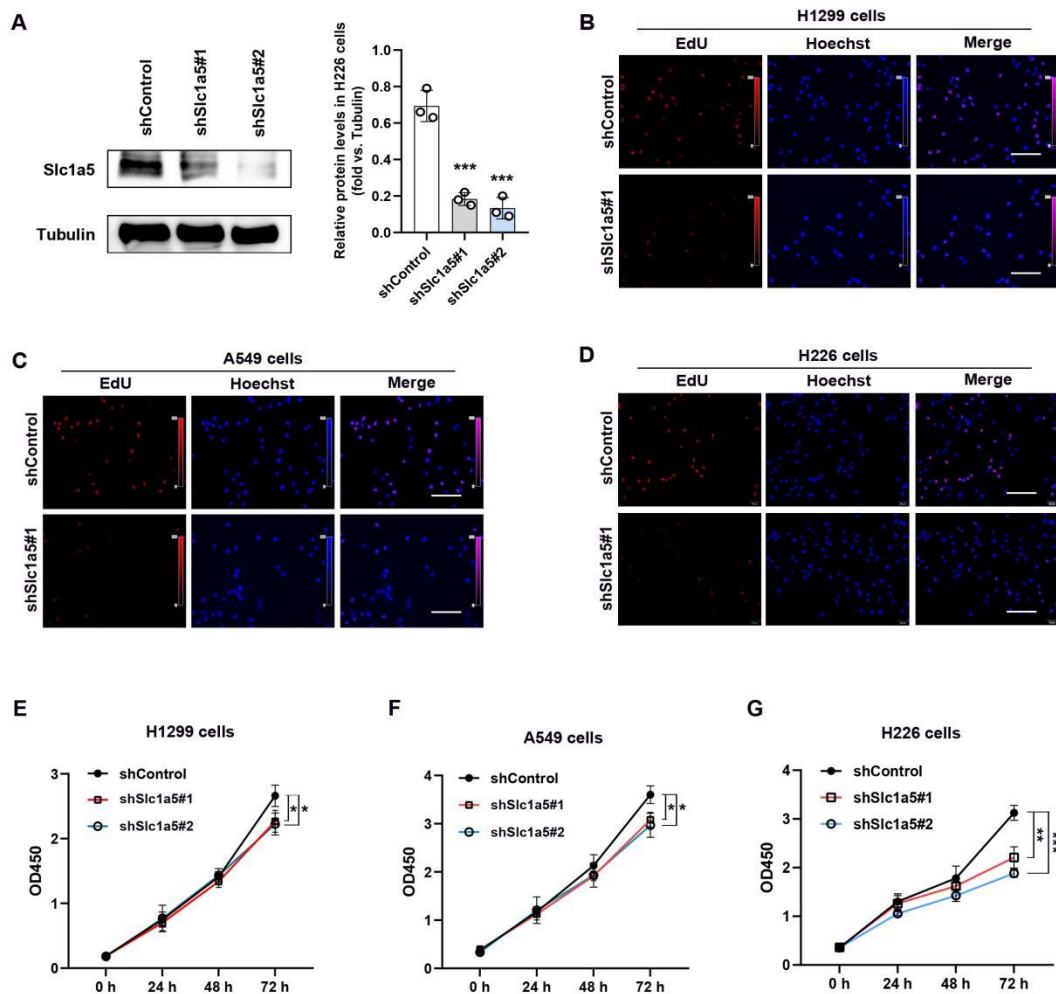 A
shControl
shSlc1a5#1
shSlc1a5#2
Slc1a5
Tubulin
Relative protein levels in H226 cells
(fold vs. Tubulin)
1.0
0.8
0.6
0.4
0.2
0.0
***
***
shControl
shSlc1a5#1
shSlc1a5#2
B
H1299 cells
EdU
Hoechst
Merge
shControl
shSlc1a5#1
C
A549 cells
EdU
Hoechst
Merge
shControl
shSlc1a5#1
D
H226 cells
EdU
Hoechst
Merge
shControl
shSlc1a5#1
E
H1299 cells
shControl
shSlc1a5#1
shSlc1a5#2
OD450
3
2
1
0
0 h
24 h
48 h
72 h
*
*
F
A549 cells
shControl
shSlc1a5#1
shSlc1a5#2
OD450
4
3
2
1
0
0 h
24 h
48 h
72 h
*
*
G
H226 cells
shControl
shSlc1a5#1
shSlc1a5#2
OD450
4
3
2
1
0
0 h
24 h
48 h
72 h
**
***